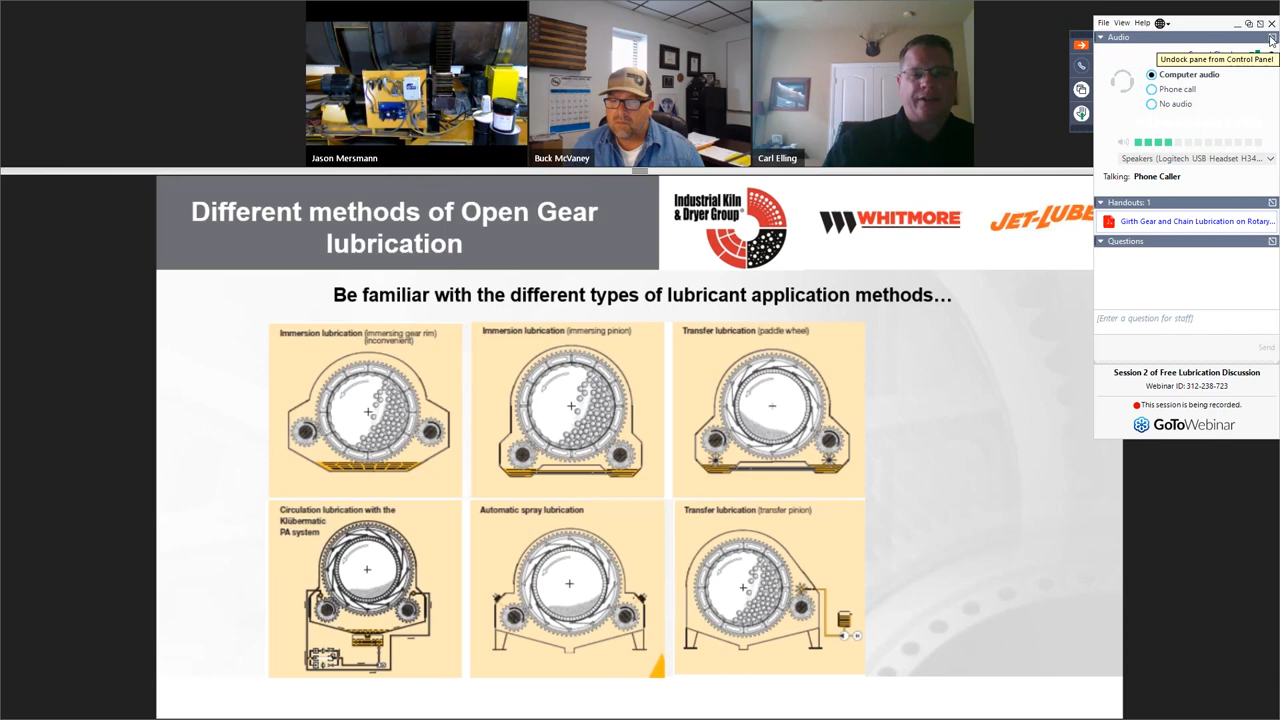 File View Help
Audio
Undock pane from Control Panel
Computer audio
Phone call
No audio
Speakers (Logitech USB Headset H34...
Talking: Phone Caller
Handouts: 1
Girth Gear and Chain Lubrication on Rotary...
Questions
[Enter a question for staff]
Send
Session 2 of Free Lubrication Discussion
Webinar ID: 312-238-723
This session is being recorded.
GoToWebinar
Jason Mersmann
Buck McVaney
Carl Elling
Different methods of Open Gear
lubrication
Industrial Kiln
& Dryer Group
WHITMORE
JET-LUBE
Be familiar with the different types of lubricant application methods…
Immersion lubrication (immersing gear rim)
(inconvenient)
Immersion lubrication (immersing pinion)
Transfer lubrication (paddle wheel)
Circulation lubrication with the
Klübermatic
PA system
Automatic spray lubrication
Transfer lubrication (transfer pinion)